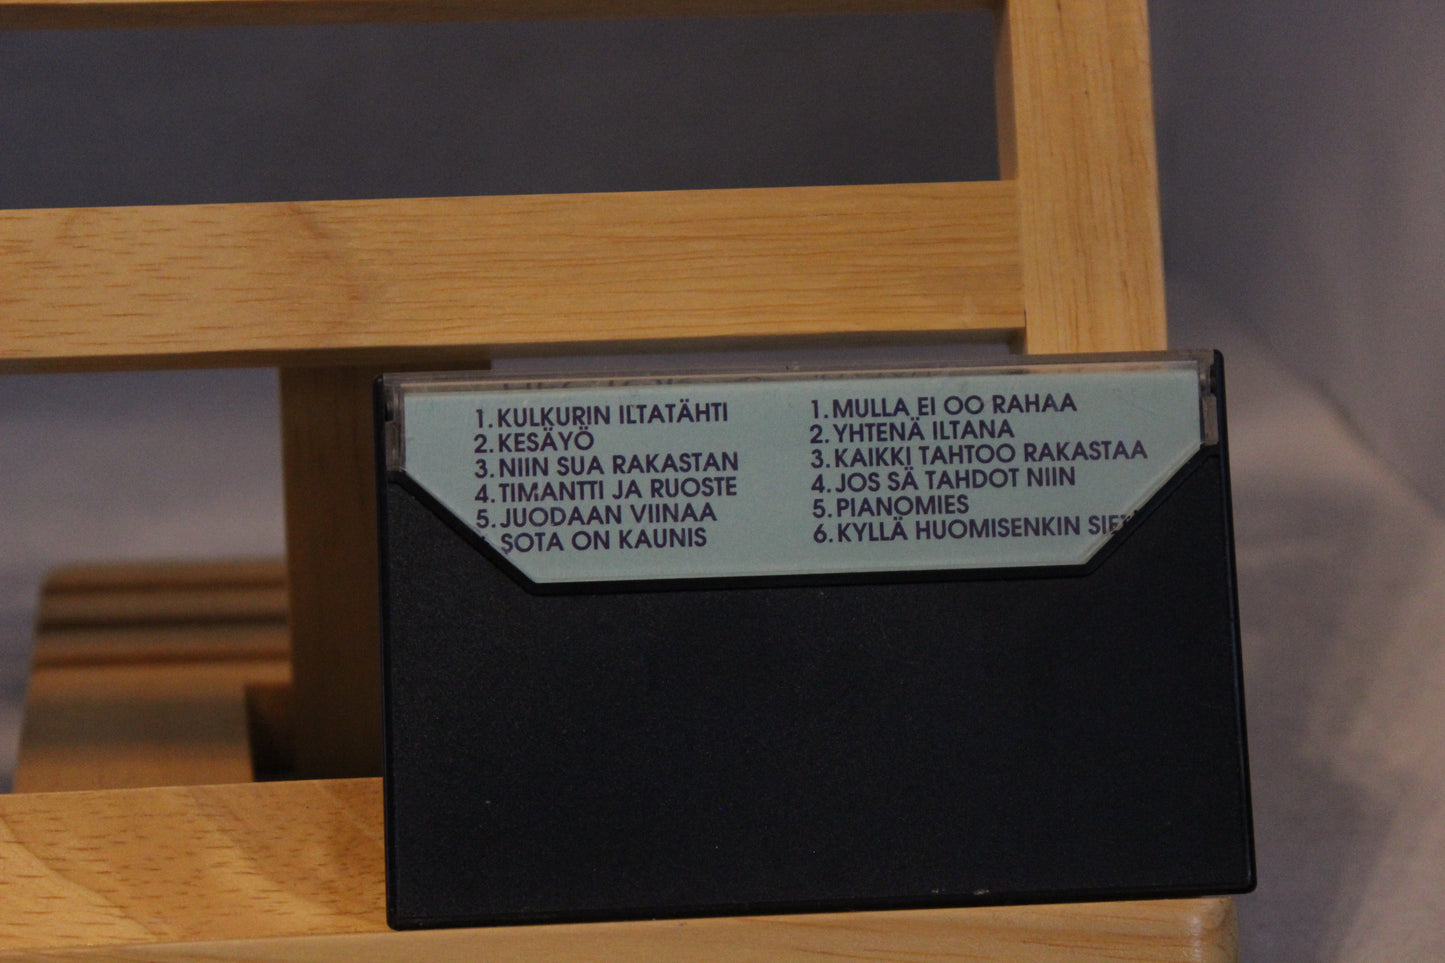 1. KULKURIN ILTATÄHTI
2. KESÄYÖ
3. NIIN SUA RAKASTAN
4. TIMANTTI JA RUOSTE
5. JUODAAN VIINAA
SOTA ON KAUNIS
1. MULLA EI OO RAHAA
2. YHTENÄ ILTANA
3. KAIKKI TAHTOO RAKASTAA
4. JOS SÄ TAHDOT NIIN
5. PIANOMIES
6. KYLLÄ HUOMISENKIN